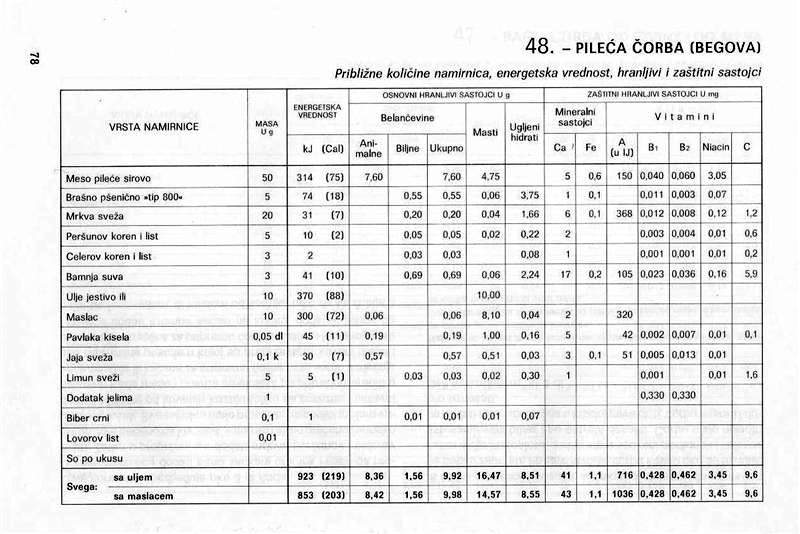 78
48. – PILEĆA ČORBA (BEGOVA)
Približne količine namirnica, energetska vrednost, hranljivi i zaštitni sastojci
VRSTA NAMIRNICE MASA U g ENERGETSKA VREDNOST OSNOVNI HRANLJIVI SASTOJCI U g ZAŠTITNI HRANLJIVI SASTOJCI U mg
Belančevine Masti Ugljeni hidrati Mineralni sastojci Vitamini
kJ (Cal) Ani-malne Biljne Ukupno Ca Fe A (u IJ) B1 B2 Niacin C
Meso pileće sirovo 50 314 (75) 7,60 7,60 4,75 5 0,6 150 0,040 0,060 3,05
Brašno pšenično »tip 800« 5 74 (18) 0,55 0,55 0,06 3,75 1 0,1 0,011 0,003 0,07
Mrkva sveža 20 31 (7) 0,20 0,20 0,04 1,66 6 0,1 368 0,012 0,008 0,12 1,2
Peršunov koren i list 5 10 (2) 0,05 0,05 0,02 0,22 2 0,003 0,004 0,01 0,6
Celerov koren i list 3 2 0,03 0,03 0,08 1 0,001 0,001 0,01 0,2
Bamnja suva 3 41 (10) 0,69 0,69 0,06 2,24 17 0,2 105 0,023 0,036 0,16 5,9
Ulje jestivo ili 10 370 (88) 10,00
Maslac 10 300 (72) 0,06 0,06 8,10 0,04 2 320
Pavlaka kisela 0,05 dl 45 (11) 0,19 0,19 1,00 0,16 5 42 0,002 0,007 0,01 0,1
Jaja sveža 0,1 k 30 (7) 0,57 0,57 0,51 0,03 3 0,1 51 0,005 0,013 0,01
Limun sveži 5 5 (1) 0,03 0,03 0,02 0,30 1 0,001 0,01 1,6
Dodatak jelima 1 0,330 0,330
Biber crni 0,1 1 0,01 0,01 0,01 0,07
Lovorov list 0,01
So po ukusu
Svega: sa uljem 923 (219) 8,36 1,56 9,92 16,47 8,51 41 1,1 716 0,428 0,462 3,45 9,6
sa maslacem 853 (203) 8,42 1,56 9,98 14,57 8,55 43 1,1 1036 0,428 0,462 3,45 9,6